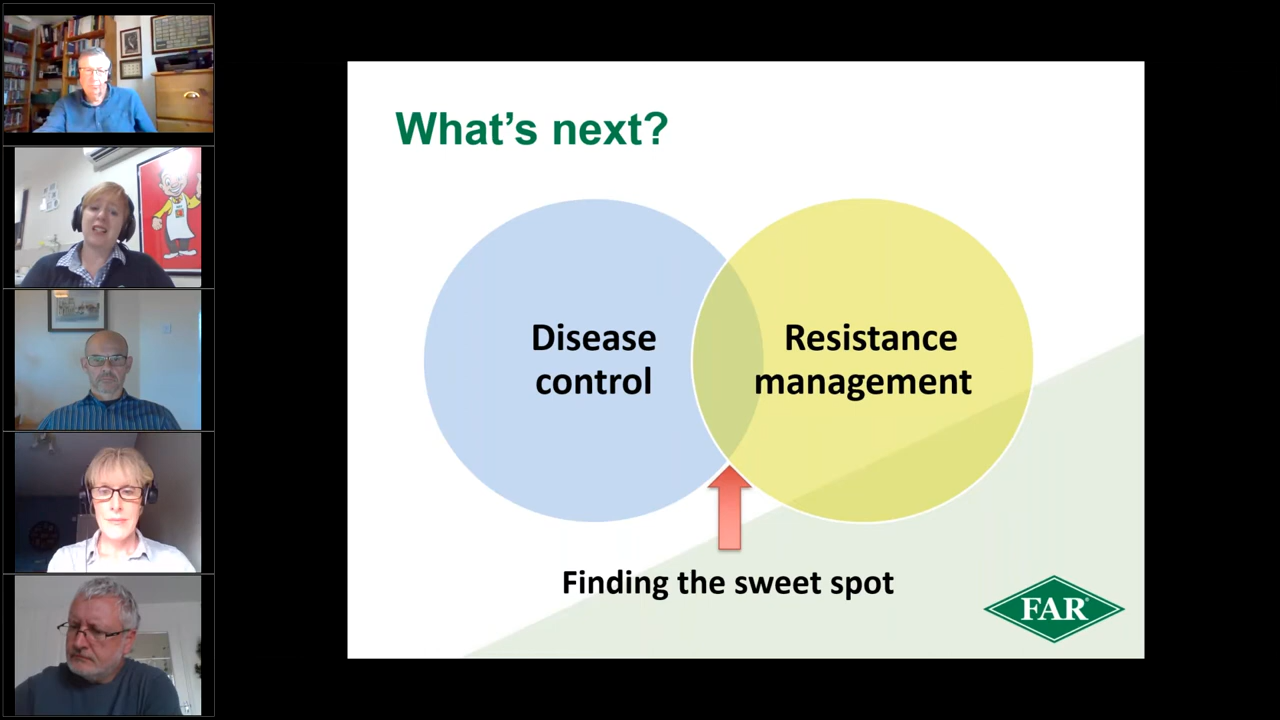 What's next?
Disease
control
Resistance
management
Finding the sweet spot
FAR